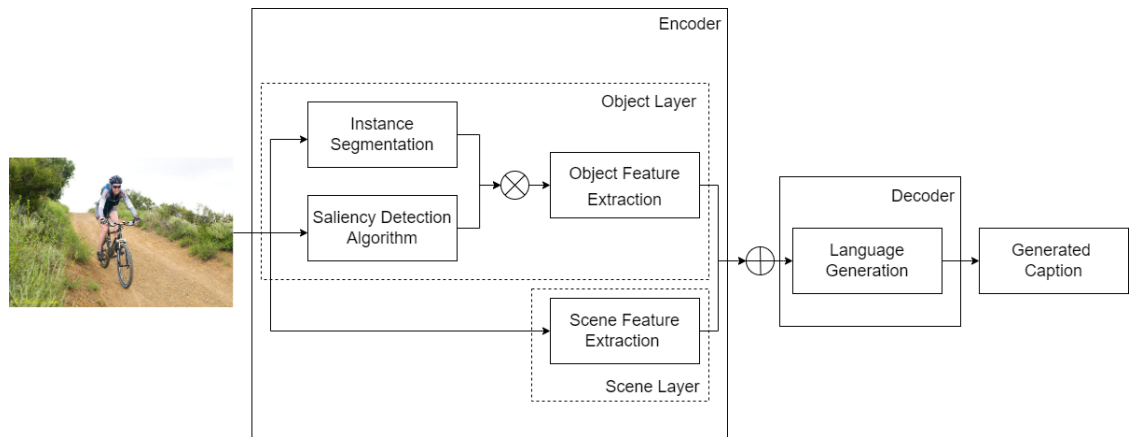 Encoder
Object Layer
Instance
Segmentation
Saliency Detection
Algorithm
Object Feature
Extraction
Scene Feature
Extraction
Scene Layer
Decoder
Language
Generation
Generated
Caption